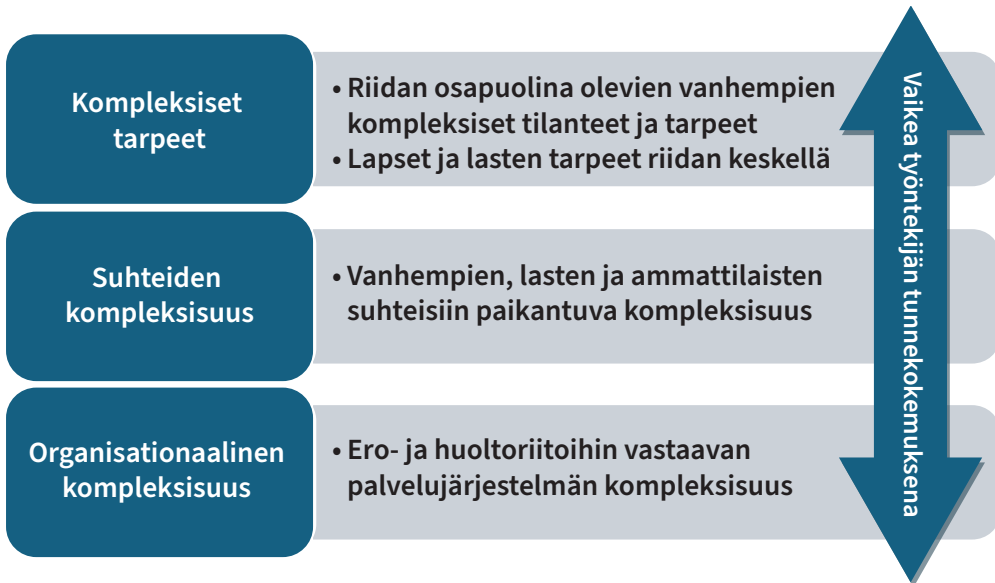 Kompleksiset
tarpeet
• Riidan osapuolina olevien vanhempien
kompleksiset tilanteet ja tarpeet
• Lapset ja lasten tarpeet riidan keskellä
Suhteiden
kompleksisuus
• Vanhempien, lasten ja ammattilaisten
suhteisiin paikantuva kompleksisuus
Organisationaalinen
kompleksisuus
• Ero- ja huoltoriitoihin vastaavan
palvelujärjestelmän kompleksisuus
Vaikea työntekijän tunnekokemuksena